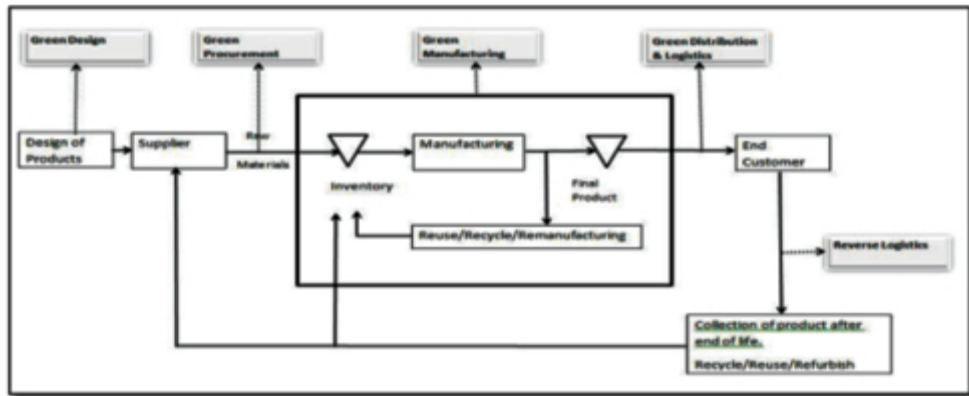 Green Design
Green
Procurement
Green
Manufacturing
Green Distribution
& Logistics
Design of
Products
Supplier
Raw
Materials
Manufacturing
End
Customer
Inventory
Final
Product
Reuse/Recycle/Remanufacturing
Reverse Logistics
Collection of product after
end of life.
Recycle/Reuse/Refurbish